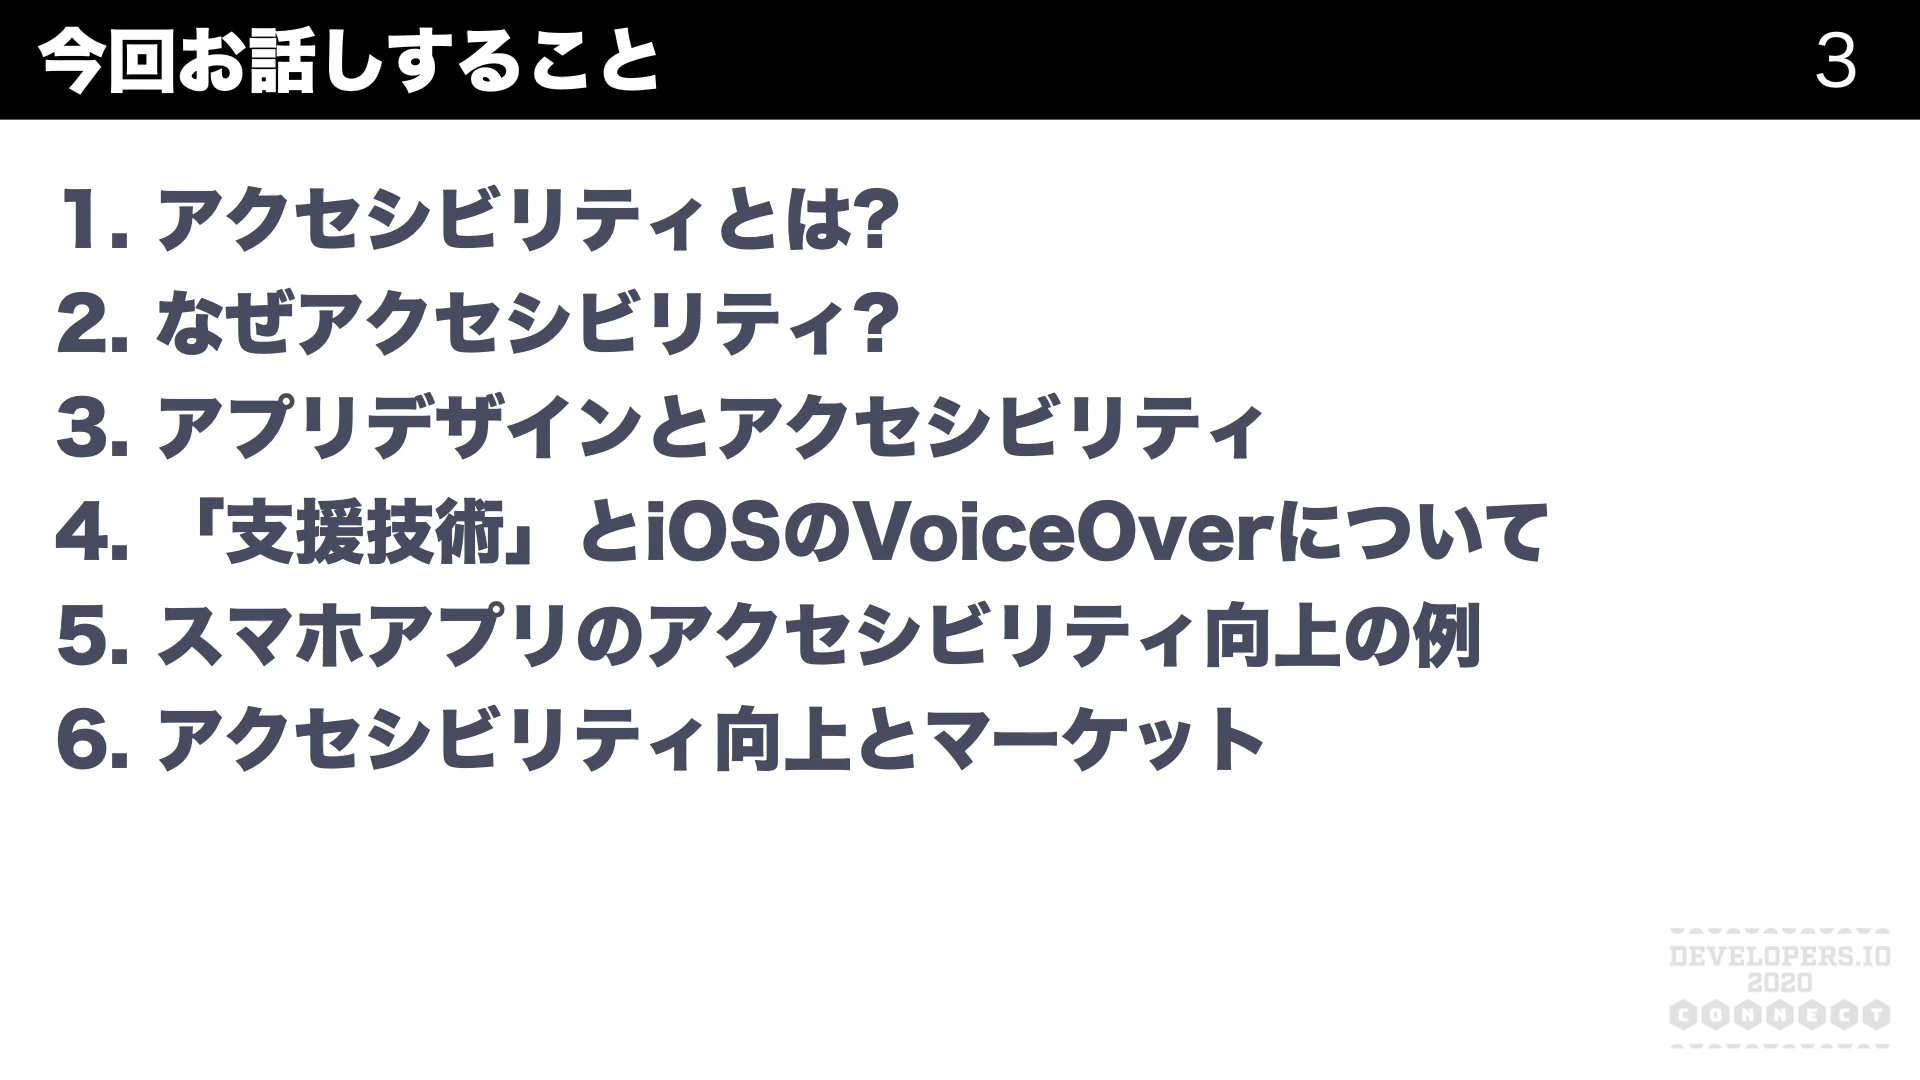 今回お話しすること
3
1. アクセシビリティとは?
2. なぜアクセシビリティ?
3. アプリデザインとアクセシビリティ
4. 「支援技術」とiOSのVoiceOverについて
5. スマホアプリのアクセシビリティ向上の例
6. アクセシビリティ向上とマーケット
DEVELOPERS.IO
2020
CONNECT